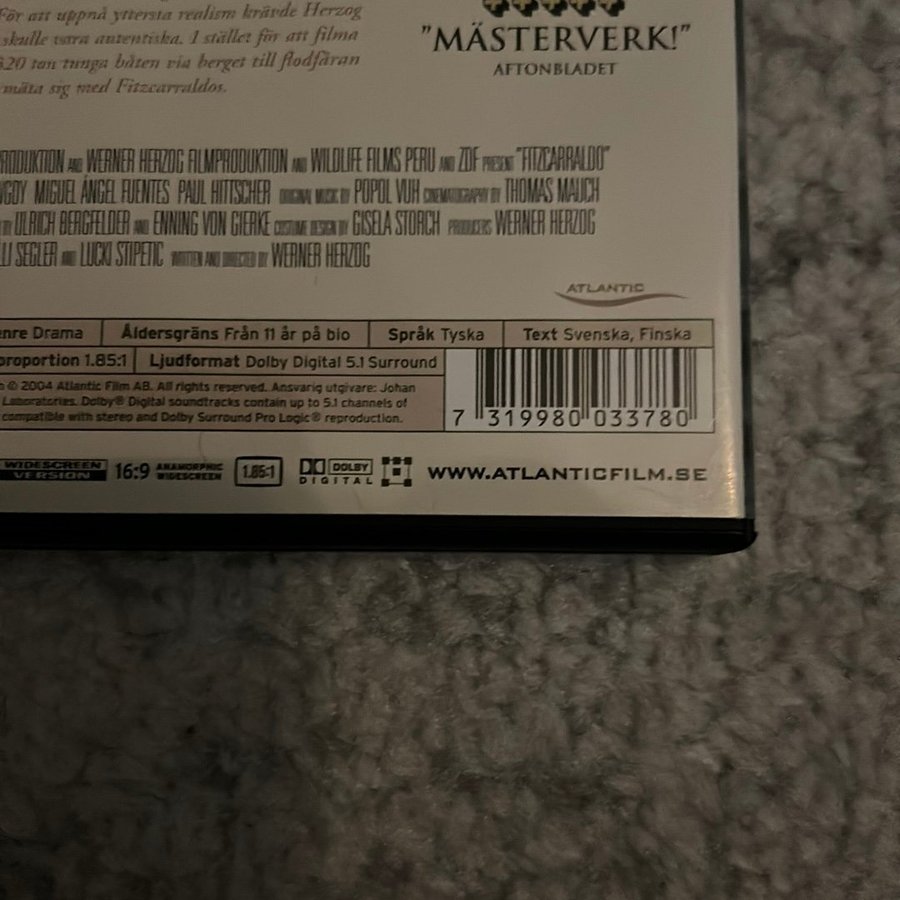 För att uppnå yttersta realism krävde Herzog
skulle vara autentiska. I stället för att filma
320 ton tunga båten via berget till flodfåran
mäta sig med Fitzcarraldos.
"MÄSTERVERK!"
AFTONBLADET
PRODUKTION AND WERNER HERZOG FILMPRODUKTION AND WILDLIFE FILMS PERU AND ZDF PRESENT "FITZCARRALDO"
MIGUEL ÁNGEL FUENTES PAUL HITTSCHER ORIGINAL MUSIC BY POPOL VUH CINEMATOGRAPHY BY THOMAS MAUCH
BY ULRICH BERGFELDER AND ENNING VON GIERKE COSTUME DESIGN BY GISELA STORCH PRODUCERS WERNER HERZOG
LLI SEGLER AND LUCKI STIPETIC WRITTEN AND DIRECTED BY WERNER HERZOG
ATLANTIC
enre Drama Åldersgräns Från 11 år på bio Språk Tyska Text Svenska, Finska
proportion 1.85:1 Ljudformat Dolby Digital 5.1 Surround
© 2004 Atlantic Film AB. All rights reserved. Ansvarig utgivare: Johan
Laboratories. Dolby® Digital soundtracks contain up to 5.1 channels of
compatible with stereo and Dolby Surround Pro Logic® reproduction.
7 319980 033780
WIDESCREEN VERSION 16:9 ANAMORPHIC WIDESCREEN 1.85:1 DOLBY DIGITAL WWW.ATLANTICFILM.SE